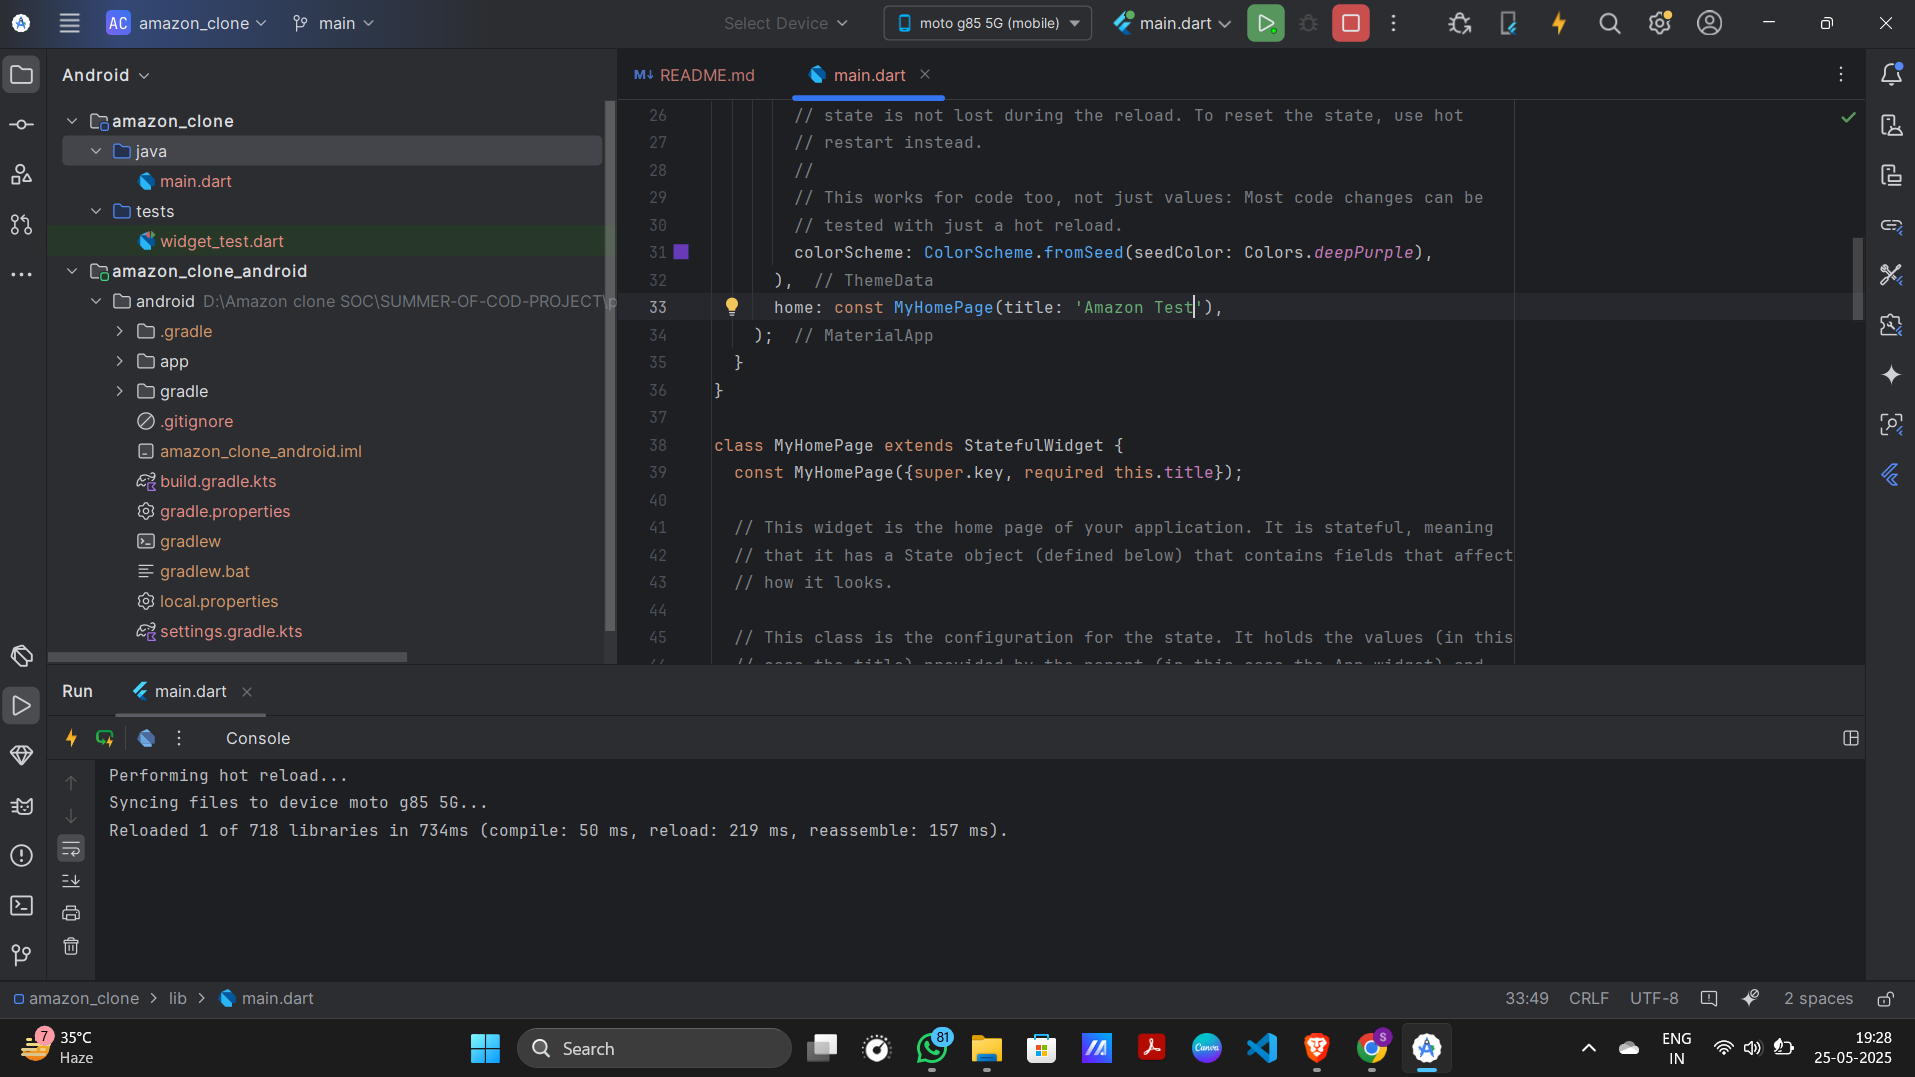 AC amazon_clone main Select Device moto g85 5G (mobile) main.dart
Android
amazon_clone
java
main.dart
tests
widget_test.dart
amazon_clone_android
android D:\Amazon clone SOC\SUMMER-OF-COD-PROJECT\
.gradle
app
gradle
.gitignore
amazon_clone_android.iml
build.gradle.kts
gradle.properties
gradlew
gradlew.bat
local.properties
settings.gradle.kts
M↓ README.md main.dart
26 // state is not lost during the reload. To reset the state, use hot
27 // restart instead.
28 //
29 // This works for code too, not just values: Most code changes can be
30 // tested with just a hot reload.
31 colorScheme: ColorScheme.fromSeed(seedColor: Colors.deepPurple),
32 ), // ThemeData
33 home: const MyHomePage(title: 'Amazon Test'),
34 ); // MaterialApp
35 }
36 }
37
38 class MyHomePage extends StatefulWidget {
39 const MyHomePage({super.key, required this.title});
40
41 // This widget is the home page of your application. It is stateful, meaning
42 // that it has a State object (defined below) that contains fields that affect
43 // how it looks.
44
45 // This class is the configuration for the state. It holds the values (in this
Run main.dart
Console
Performing hot reload...
Syncing files to device moto g85 5G...
Reloaded 1 of 718 libraries in 734ms (compile: 50 ms, reload: 219 ms, reassemble: 157 ms).
amazon_clone > lib > main.dart 33:49 CRLF UTF-8 2 spaces
7 35°C
Haze
Search
81
Canva
S
ENG
IN
19:28
25-05-2025